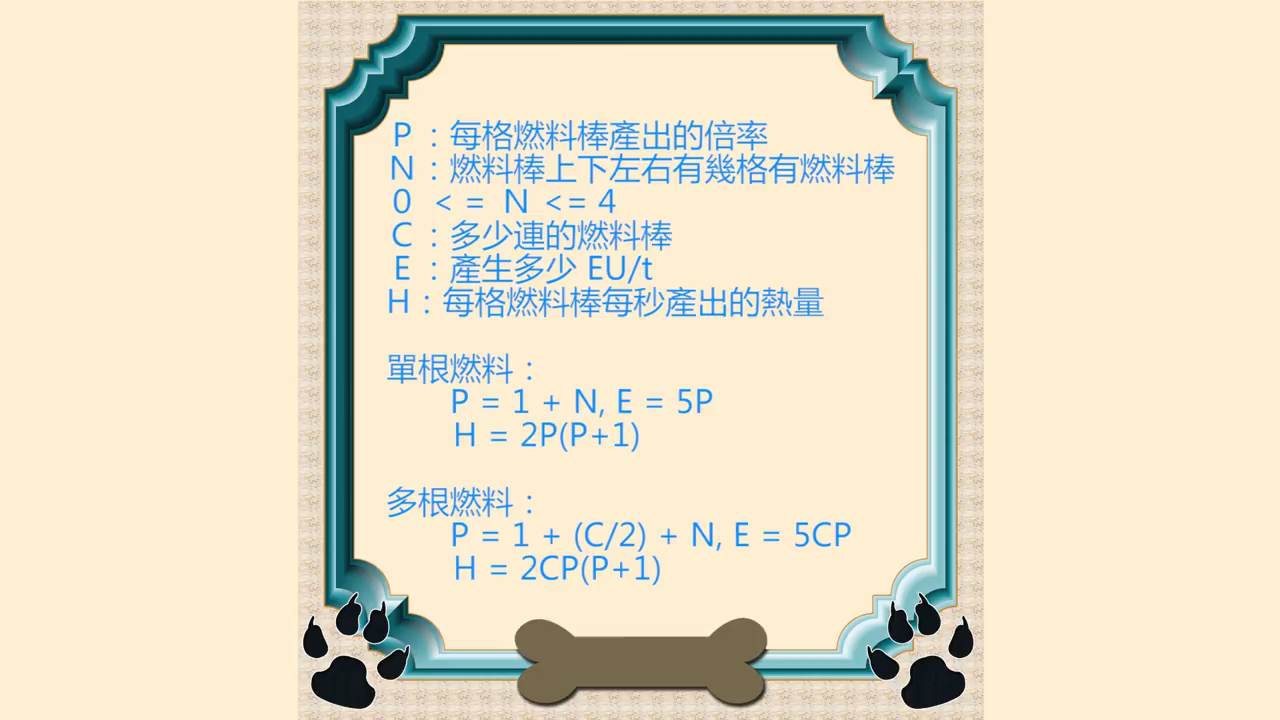 P ：每格燃料棒產出的倍率
N ：燃料棒上下左右有幾格有燃料棒
0 < = N <= 4
C ：多少連的燃料棒
E ：產生多少 EU/t
H：每格燃料棒每秒產出的熱量
單根燃料：
P = 1 + N, E = 5P
H = 2P(P+1)
多根燃料：
P = 1 + (C/2) + N, E = 5CP
H = 2CP(P+1)